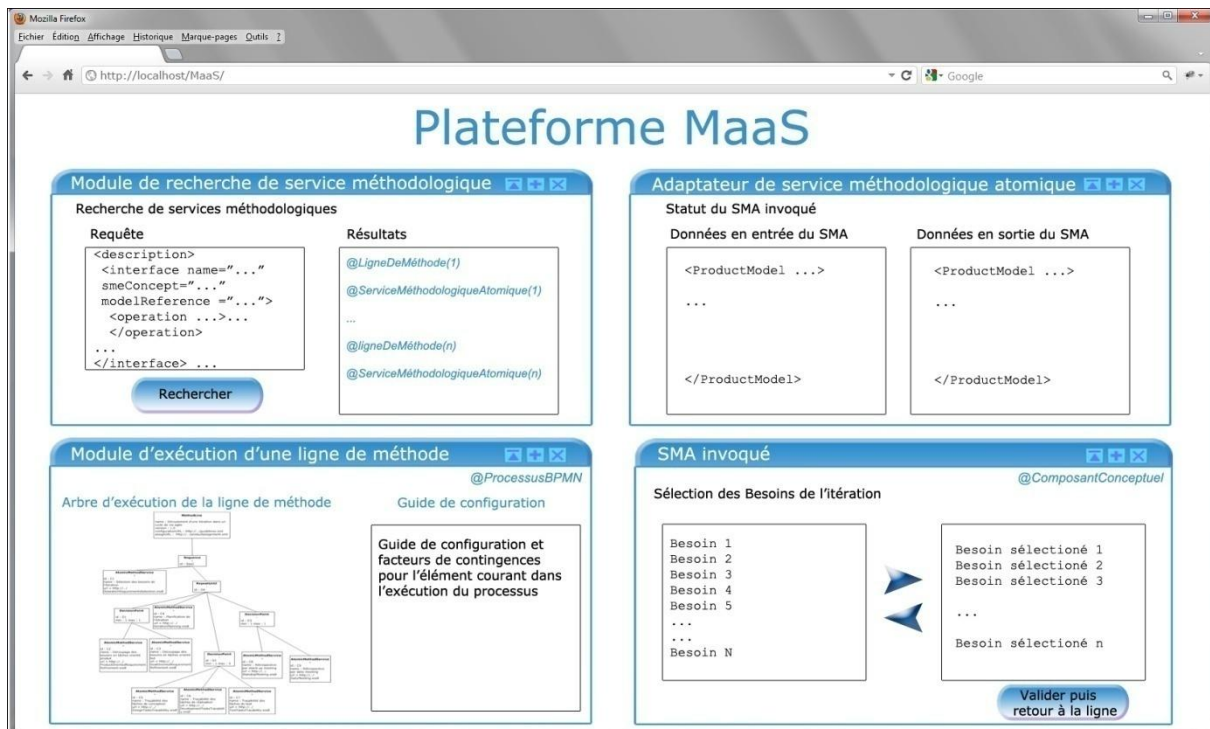 Mozilla Firefox
Fichier Édition Affichage Historique Marque-pages Outils ?
http://localhost/MaaS/
Google
Plateforme MaaS
Module de recherche de service méthodologique
Recherche de services méthodologiques
Requête
Résultats
<description>
<interface name="..."
smeConcept="..."
modelReference ="...">
<operation ...>...
</operation>
...
</interface> ...
@LigneDeMéthode(1)
@ServiceMéthodologiqueAtomique(1)
...
@ligneDeMéthode(n)
@ServiceMéthodologiqueAtomique(n)
Rechercher
Adaptateur de service méthodologique atomique
Statut du SMA invoqué
Données en entrée du SMA
Données en sortie du SMA
<ProductModel ...>
...
</ProductModel>
<ProductModel ...>
...
</ProductModel>
Module d'exécution d'une ligne de méthode
@ProcessusBPMN
Arbre d'exécution de la ligne de méthode
Guide de configuration
Guide de configuration et
facteurs de contingences
pour l'élément courant dans
l'exécution du processus
SMA invoqué
@ComposantConceptuel
Sélection des Besoins de l'itération
Besoin 1
Besoin 2
Besoin 3
Besoin 4
Besoin 5
...
...
Besoin N
Besoin sélectioné 1
Besoin sélectioné 2
Besoin sélectioné 3
...
Besoin sélectioné n
Valider puis
retour à la ligne